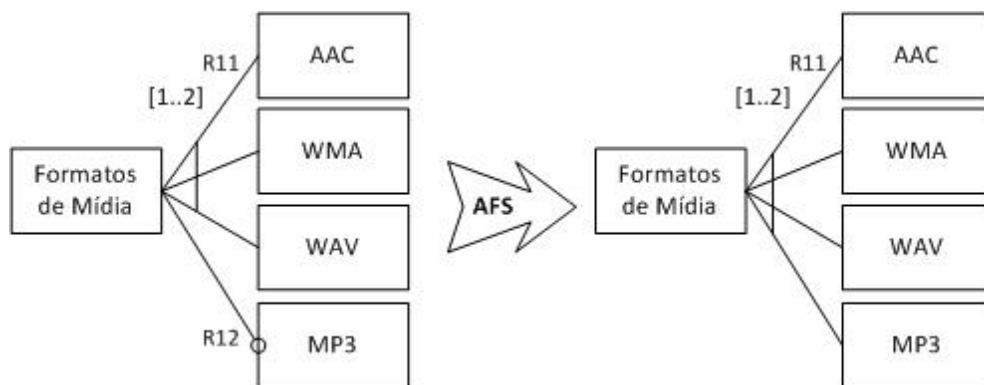 AAC
R11
[1..2]
WMA
Formatos
de Mídia
WAV
R12
MP3
AFS
AAC
R11
[1..2]
WMA
Formatos
de Mídia
WAV
MP3